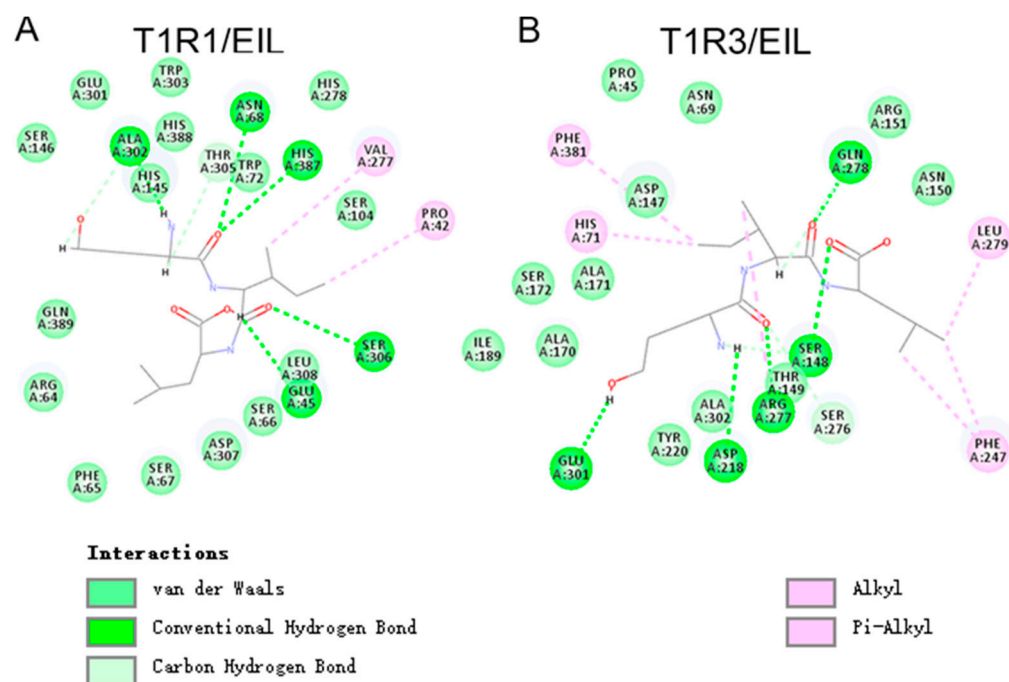 A
T1R1/EIL
GLU
A:301
TRP
A:303
HIS
A:278
ASN
A:68
SER
A:146
ALA
A:302
HIS
A:388
THR
A:305
TRP
A:72
HIS
A:387
VAL
A:277
HIS
A:145
SER
A:104
PRO
A:42
H
N
O
H
H
O
N
GLN
A:389
O
O
H
O
N
SER
A:306
ARG
A:64
LEU
A:308
GLU
A:45
SER
A:66
ASP
A:307
SER
A:67
PHE
A:65
B
T1R3/EIL
PRO
A:45
ASN
A:69
ARG
A:151
PHE
A:381
GLN
A:278
ASP
A:147
ASN
A:150
HIS
A:71
LEU
A:279
O
O
O
SER
A:172
ALA
A:171
N
H
N
ILE
A:189
ALA
A:170
O
N
H
SER
A:148
THR
A:149
O
H
ALA
A:302
ARG
A:277
SER
A:276
TYR
A:220
PHE
A:247
GLU
A:301
ASP
A:218
Interactions
van der Waals
Conventional Hydrogen Bond
Carbon Hydrogen Bond
Alkyl
Pi-Alkyl